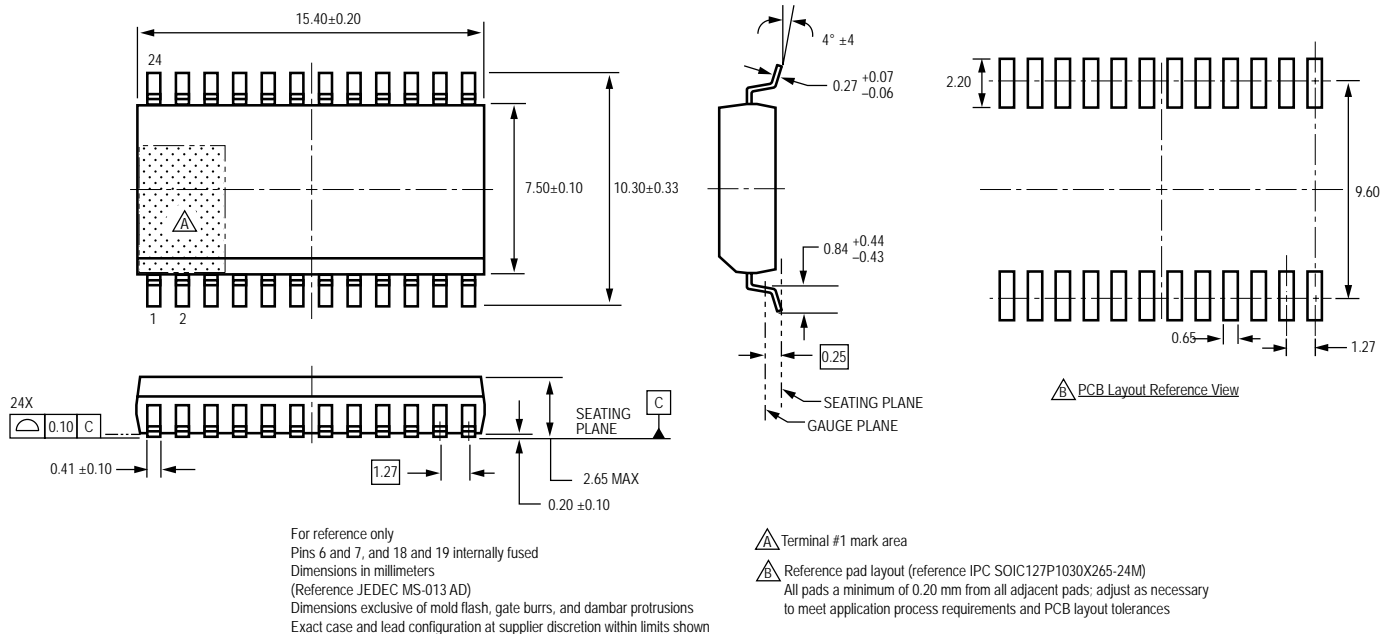 15.40±0.20
24
A
7.50±0.10
10.30±0.33
1 2
4° ±4
0.27 +0.07 –0.06
0.84 +0.44 –0.43
0.25
SEATING PLANE
GAUGE PLANE
2.20
9.60
0.65
1.27
B PCB Layout Reference View
24X
0.10 C
0.41 ±0.10
1.27
SEATING
PLANE
C
2.65 MAX
0.20 ±0.10
For reference only
Pins 6 and 7, and 18 and 19 internally fused
Dimensions in millimeters
(Reference JEDEC MS-013 AD)
Dimensions exclusive of mold flash, gate burrs, and dambar protrusions
Exact case and lead configuration at supplier discretion within limits shown
A Terminal #1 mark area
B Reference pad layout (reference IPC SOIC127P1030X265-24M)
All pads a minimum of 0.20 mm from all adjacent pads; adjust as necessary
to meet application process requirements and PCB layout tolerances